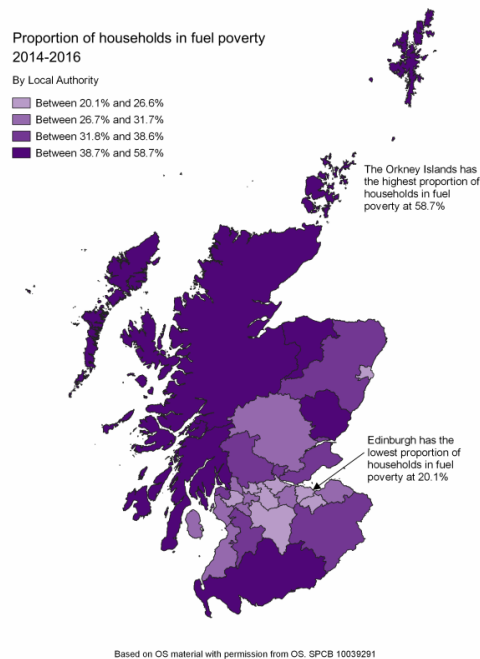 Proportion of households in fuel poverty
2014-2016
By Local Authority
Between 20.1% and 26.6%
Between 26.7% and 31.7%
Between 31.8% and 38.6%
Between 38.7% and 58.7%
The Orkney Islands has
the highest proportion of
households in fuel
poverty at 58.7%
Edinburgh has the
lowest proportion of
households in fuel
poverty at 20.1%
Based on OS material with permission from OS. SPCB 10039291